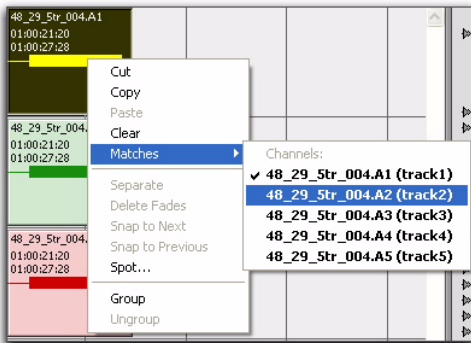 48_29_5tr_004.A1
01:00:21:20
01:00:27:28
48_29_5tr_004.
01:00:21:20
01:00:27:28
48_29_5tr_004.
01:00:21:20
01:00:27:28
Cut
Copy
Paste
Clear
Matches
Separate
Delete Fades
Snap to Next
Snap to Previous
Spot...
Group
Ungroup
Channels:
48_29_5tr_004.A1 (track1)
48_29_5tr_004.A2 (track2)
48_29_5tr_004.A3 (track3)
48_29_5tr_004.A4 (track4)
48_29_5tr_004.A5 (track5)